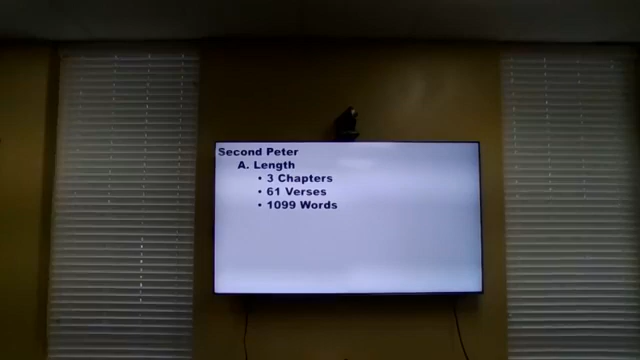 Second Peter
A. Length
• 3 Chapters
• 61 Verses
• 1099 Words